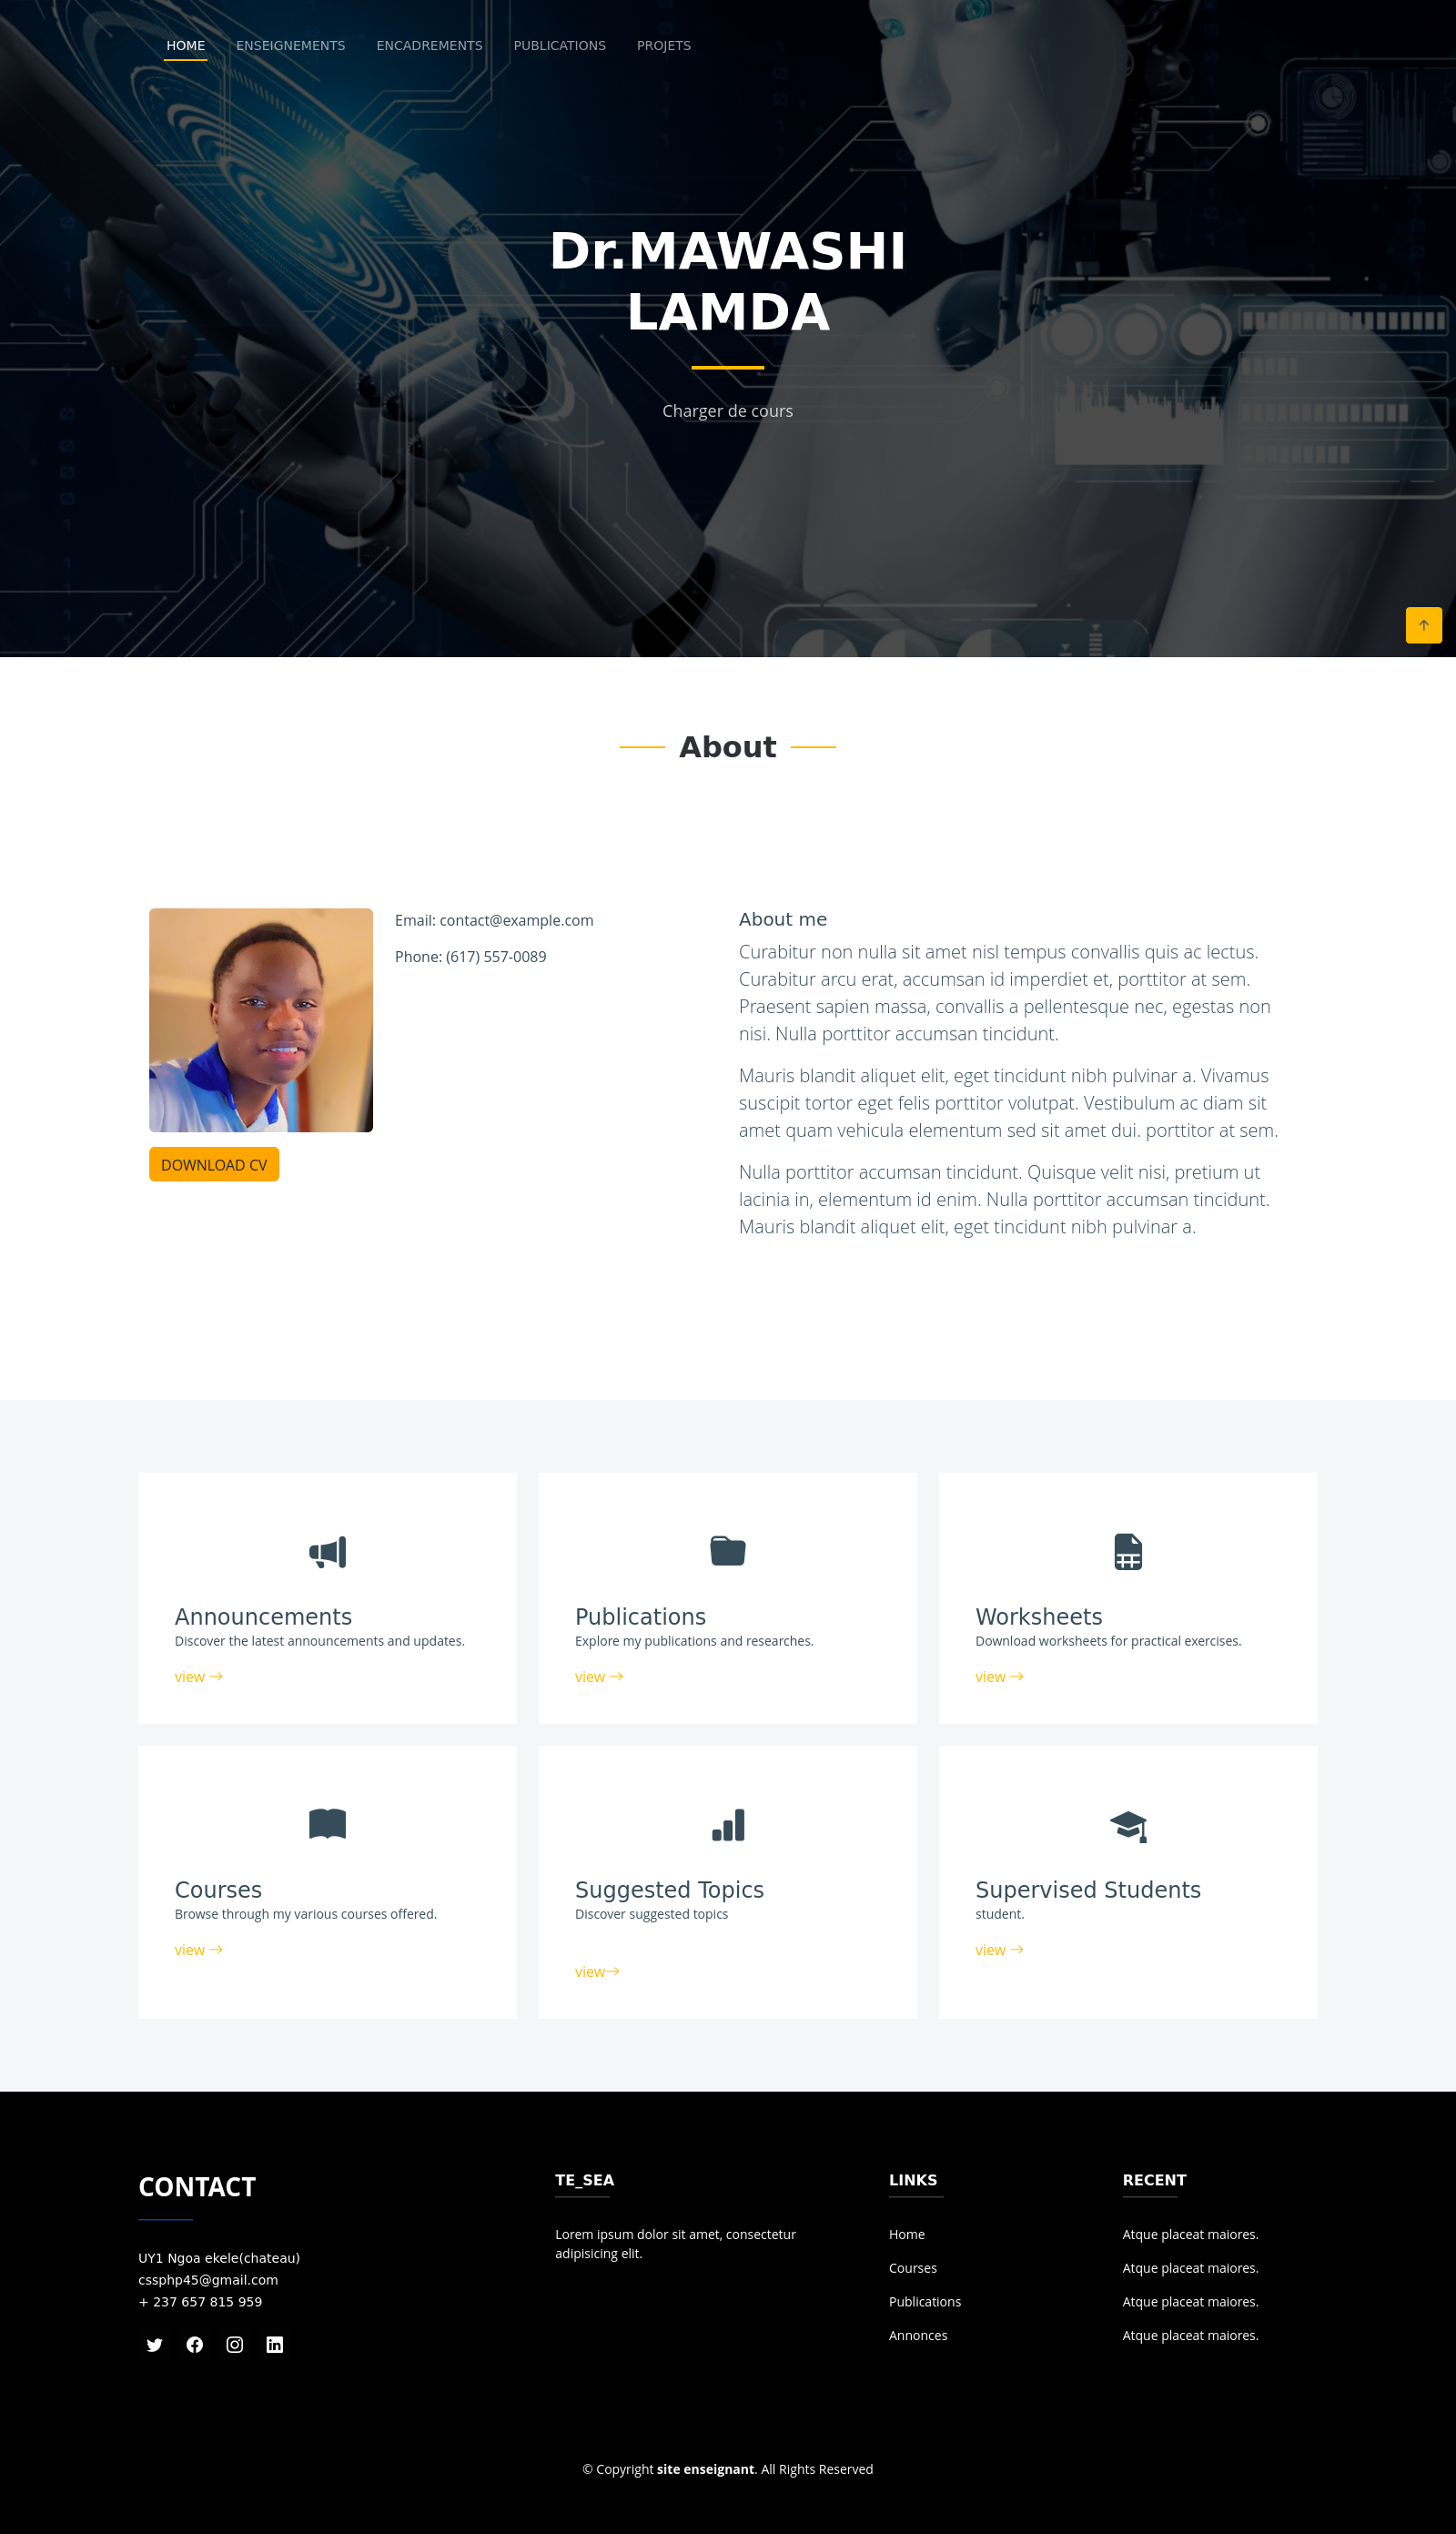 HOME ENSEIGNEMENTS ENCADREMENTS PUBLICATIONS PROJETS
Dr.MAWASHI
LAMDA
Charger de cours
About
Email: contact@example.com
Phone: (617) 557-0089
DOWNLOAD CV
About me
Curabitur non nulla sit amet nisl tempus convallis quis ac lectus.
Curabitur arcu erat, accumsan id imperdiet et, porttitor at sem.
Praesent sapien massa, convallis a pellentesque nec, egestas non
nisi. Nulla porttitor accumsan tincidunt.
Mauris blandit aliquet elit, eget tincidunt nibh pulvinar a. Vivamus
suscipit tortor eget felis porttitor volutpat. Vestibulum ac diam sit
amet quam vehicula elementum sed sit amet dui. porttitor at sem.
Nulla porttitor accumsan tincidunt. Quisque velit nisi, pretium ut
lacinia in, elementum id enim. Nulla porttitor accumsan tincidunt.
Mauris blandit aliquet elit, eget tincidunt nibh pulvinar a.
Announcements
Discover the latest announcements and updates.
view →
Publications
Explore my publications and researches.
view →
Worksheets
Download worksheets for practical exercises.
view →
Courses
Browse through my various courses offered.
view →
Suggested Topics
Discover suggested topics
view→
Supervised Students
student.
view →
CONTACT
UY1 Ngoa ekele(chateau)
cssphp45@gmail.com
+ 237 657 815 959
TE_SEA
Lorem ipsum dolor sit amet, consectetur
adipisicing elit.
LINKS
Home
Courses
Publications
Annonces
RECENT
Atque placeat maiores.
Atque placeat maiores.
Atque placeat maiores.
Atque placeat maiores.
© Copyright site enseignant. All Rights Reserved